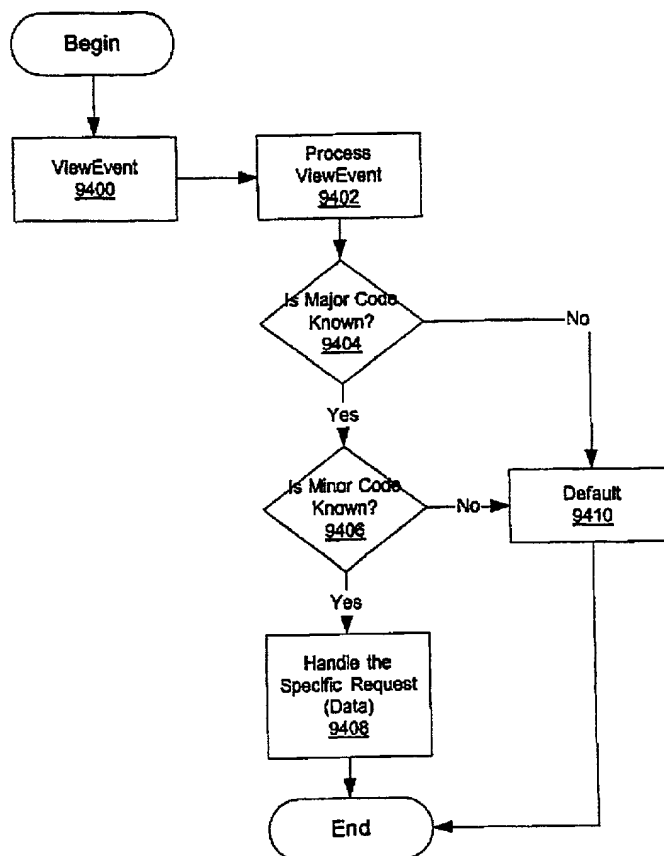 Begin
ViewEvent
9400
Process
ViewEvent
9402
Is Major Code
Known?
9404
No
Yes
Is Minor Code
Known?
9406
No
Default
9410
Yes
Handle the
Specific Request
(Data)
9408
End